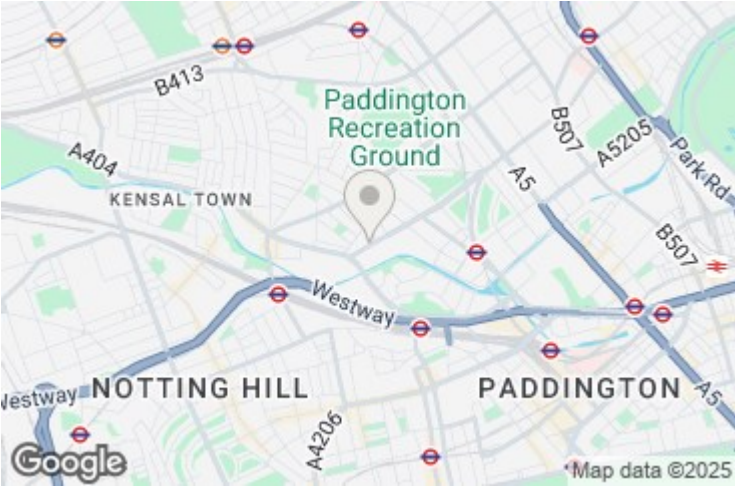 B413
Paddington
Recreation
Ground
B507
A5205
A404
Park Rd
A5
KENSAL TOWN
B507
Westway
Westway
NOTTING HILL
PADDINGTON
A5
A4206
Google
Map data ©2025